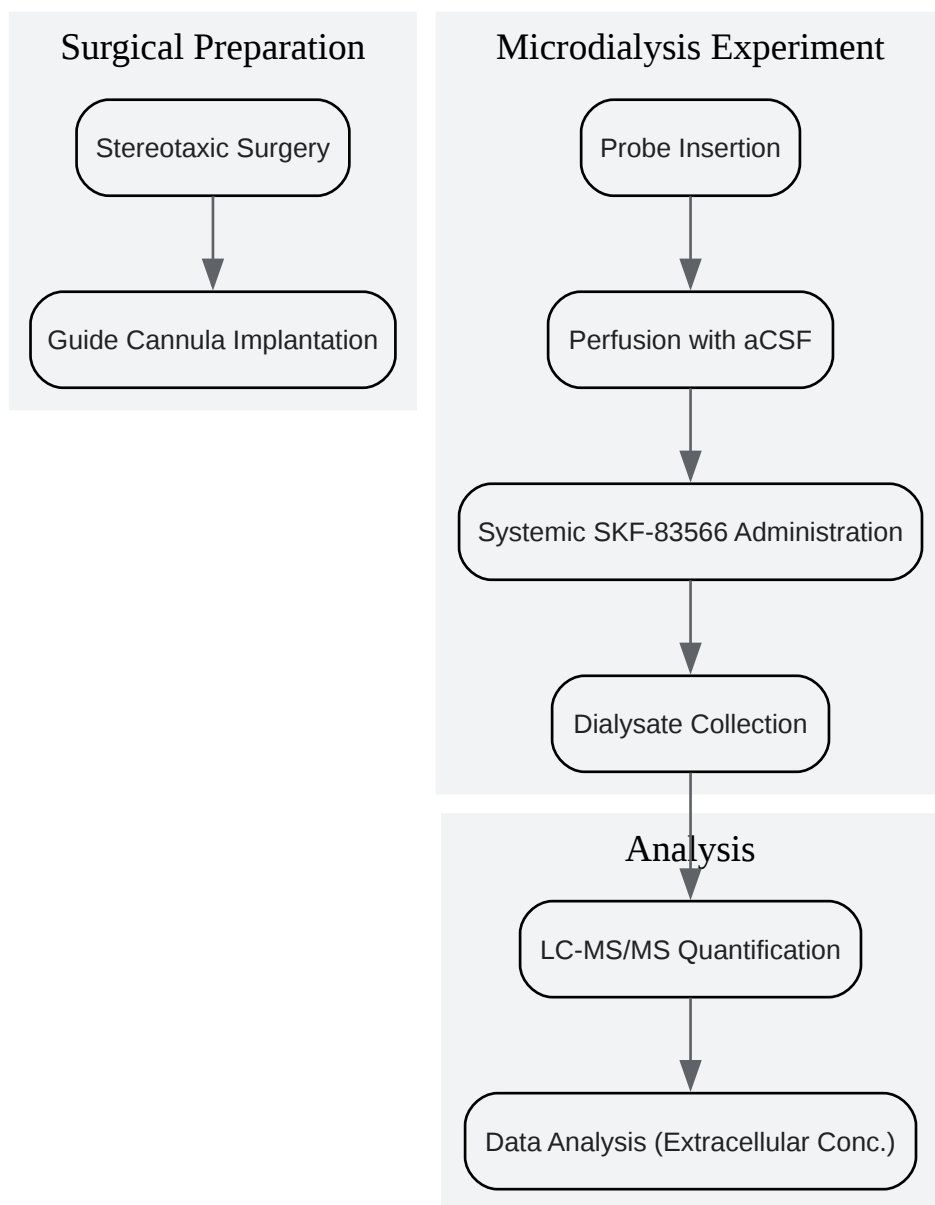 Surgical Preparation
Stereotaxic Surgery
Guide Cannula Implantation
Microdialysis Experiment
Probe Insertion
Perfusion with aCSF
Systemic SKF-83566 Administration
Dialysate Collection
Analysis
LC-MS/MS Quantification
Data Analysis (Extracellular Conc.)